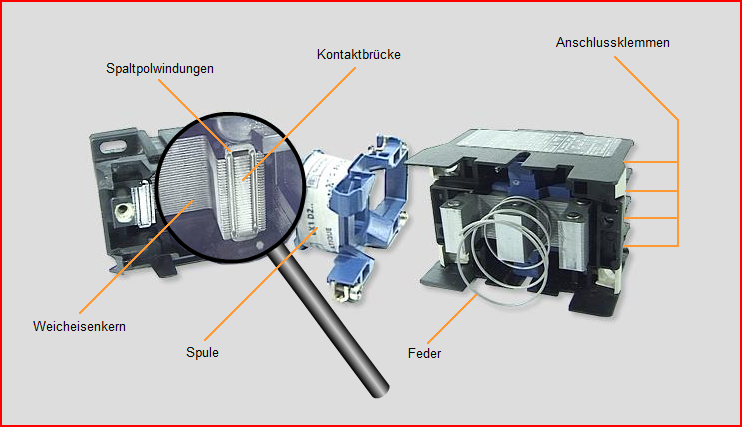 Anschlussklemmen
Kontaktbrücke
Spaltpolwindungen
Weicheisenkern
Spule
Feder